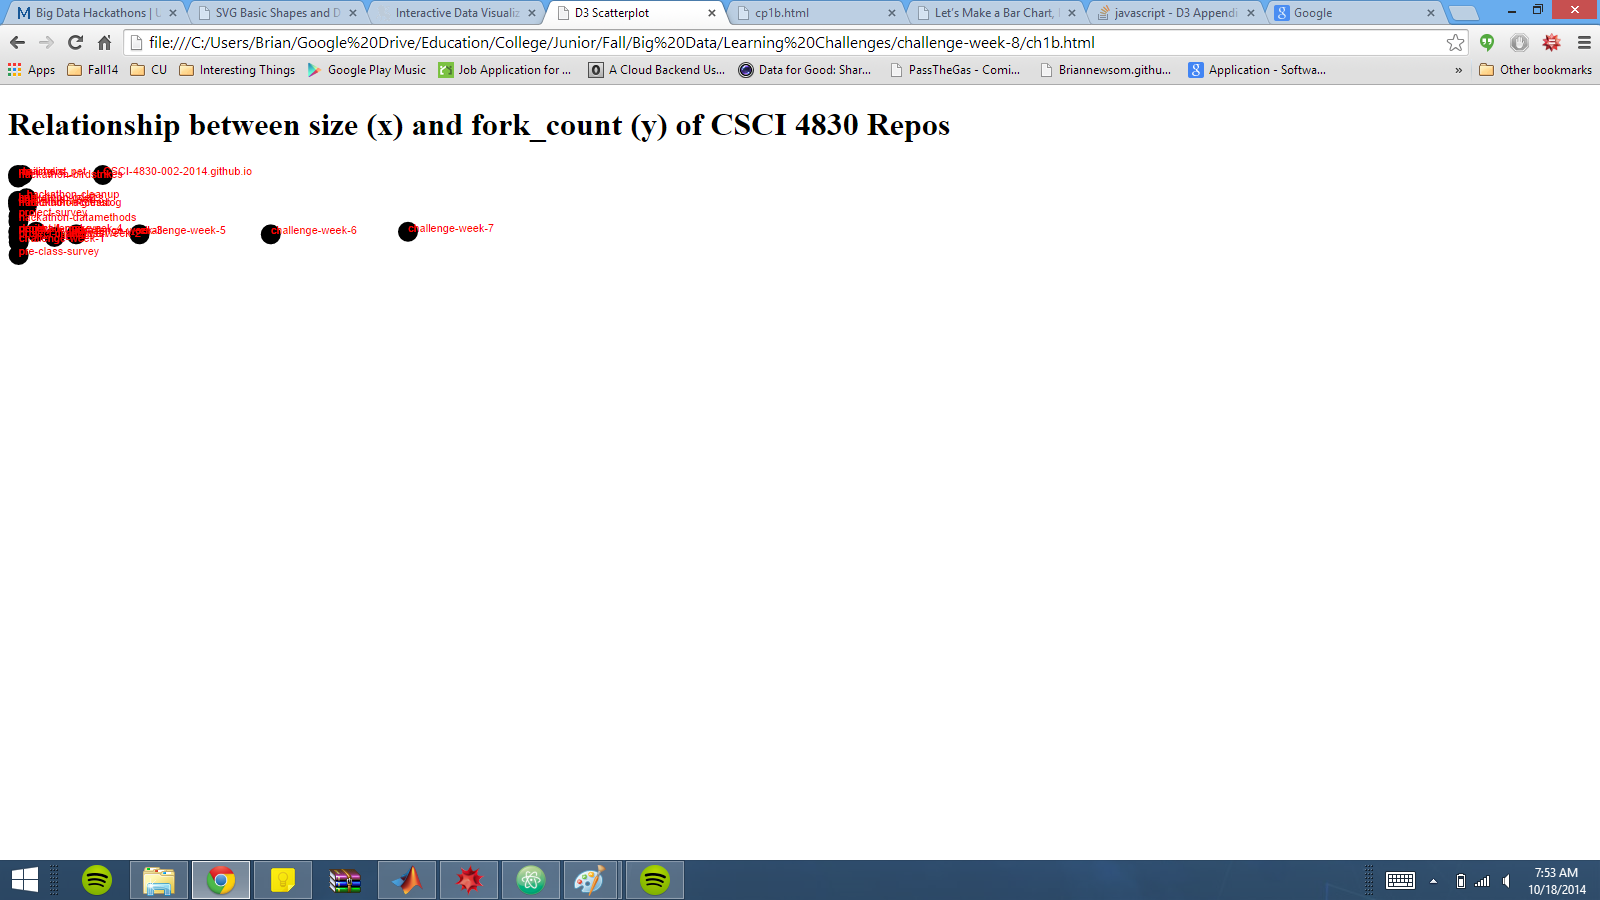 Big Data Hackathons | U
SVG Basic Shapes and D
Interactive Data Visualiz
D3 Scatterplot
cp1b.html
Let's Make a Bar Chart,
javascript - D3 Appendi
Google
file:///C:/Users/Brian/Google%20Drive/Education/College/Junior/Fall/Big%20Data/Learning%20Challenges/challenge-week-8/ch1b.html
Apps
Fall14
CU
Interesting Things
Google Play Music
Job Application for ...
A Cloud Backend Us...
Data for Good: Shar...
PassTheGas - Comi...
Briannewsom.githu...
Application - Softwa...
»
Other bookmarks
Relationship between size (x) and fork_count (y) of CSCI 4830 Repos
CSCI-4830-002-2014.github.io
hackathon-cleanup
project-survey
hackathon-datamethods
challenge-week-5
challenge-week-6
challenge-week-7
challenge-week-1
pre-class-survey
7:53 AM
10/18/2014